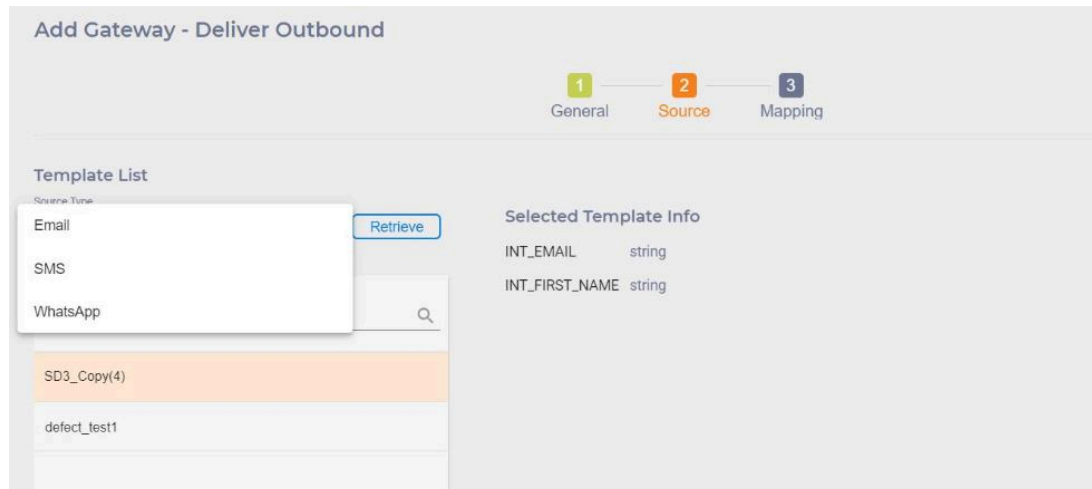 Add Gateway - Deliver Outbound
1
2
3
General
Source
Mapping
Template List
Source Type
Email
SMS
WhatsApp
Retrieve
SD3_Copy(4)
defect_test1
Selected Template Info
INT_EMAIL string
INT_FIRST_NAME string